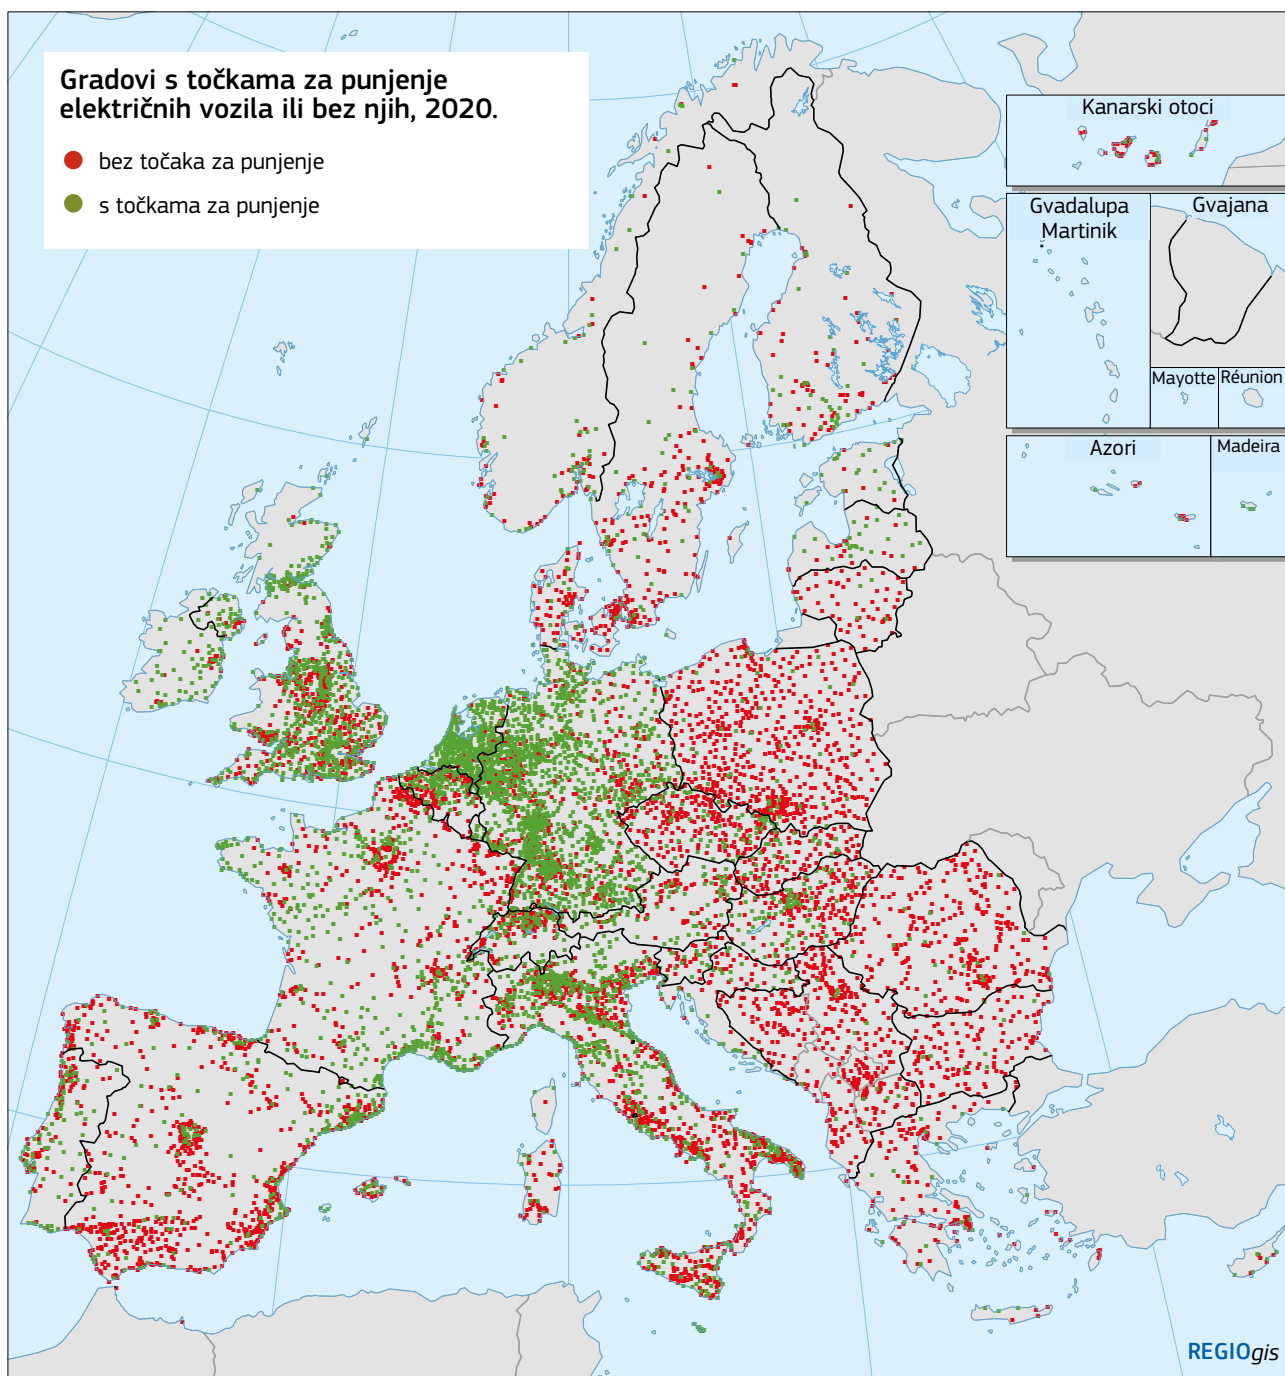 Gradovi s točkama za punjenje
električnih vozila ili bez njih, 2020.
bez točaka za punjenje
s točkama za punjenje
Kanarski otoci
Gvadalupa
Martinik
Gvajana
Mayotte
Réunion
Azori
Madeira
REGIOgis